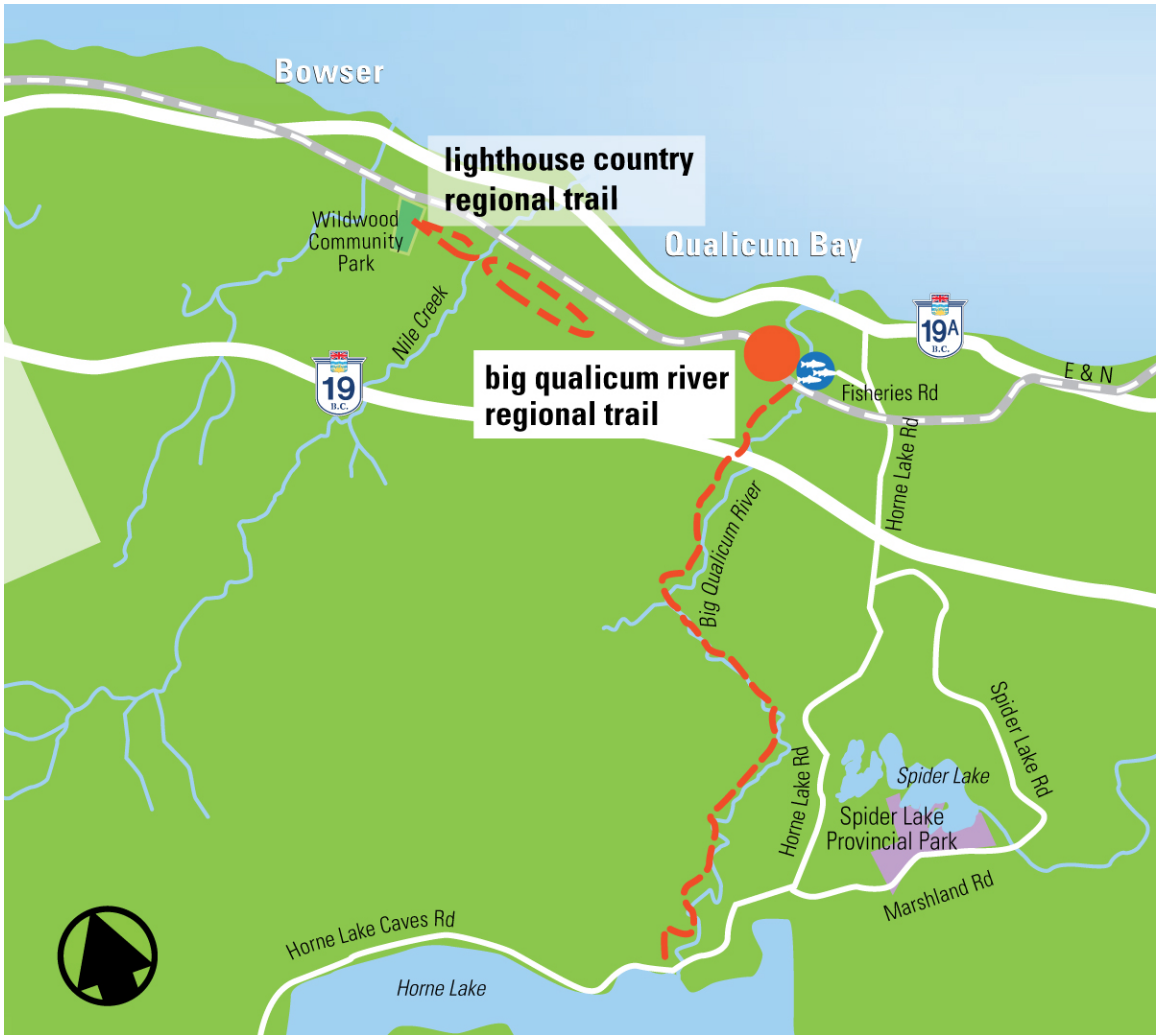 Bowser
lighthouse country
regional trail
Wildwood
Community
Park
Qualicum Bay
Nile Creek
19A
B.C.
19
B.C.
big qualicum river
regional trail
E & N
Fisheries Rd
Horne Lake Rd
Big Qualicum River
Spider Lake Rd
Horne Lake Rd
Spider Lake
Spider Lake
Provincial Park
Marshland Rd
Horne Lake Caves Rd
Horne Lake